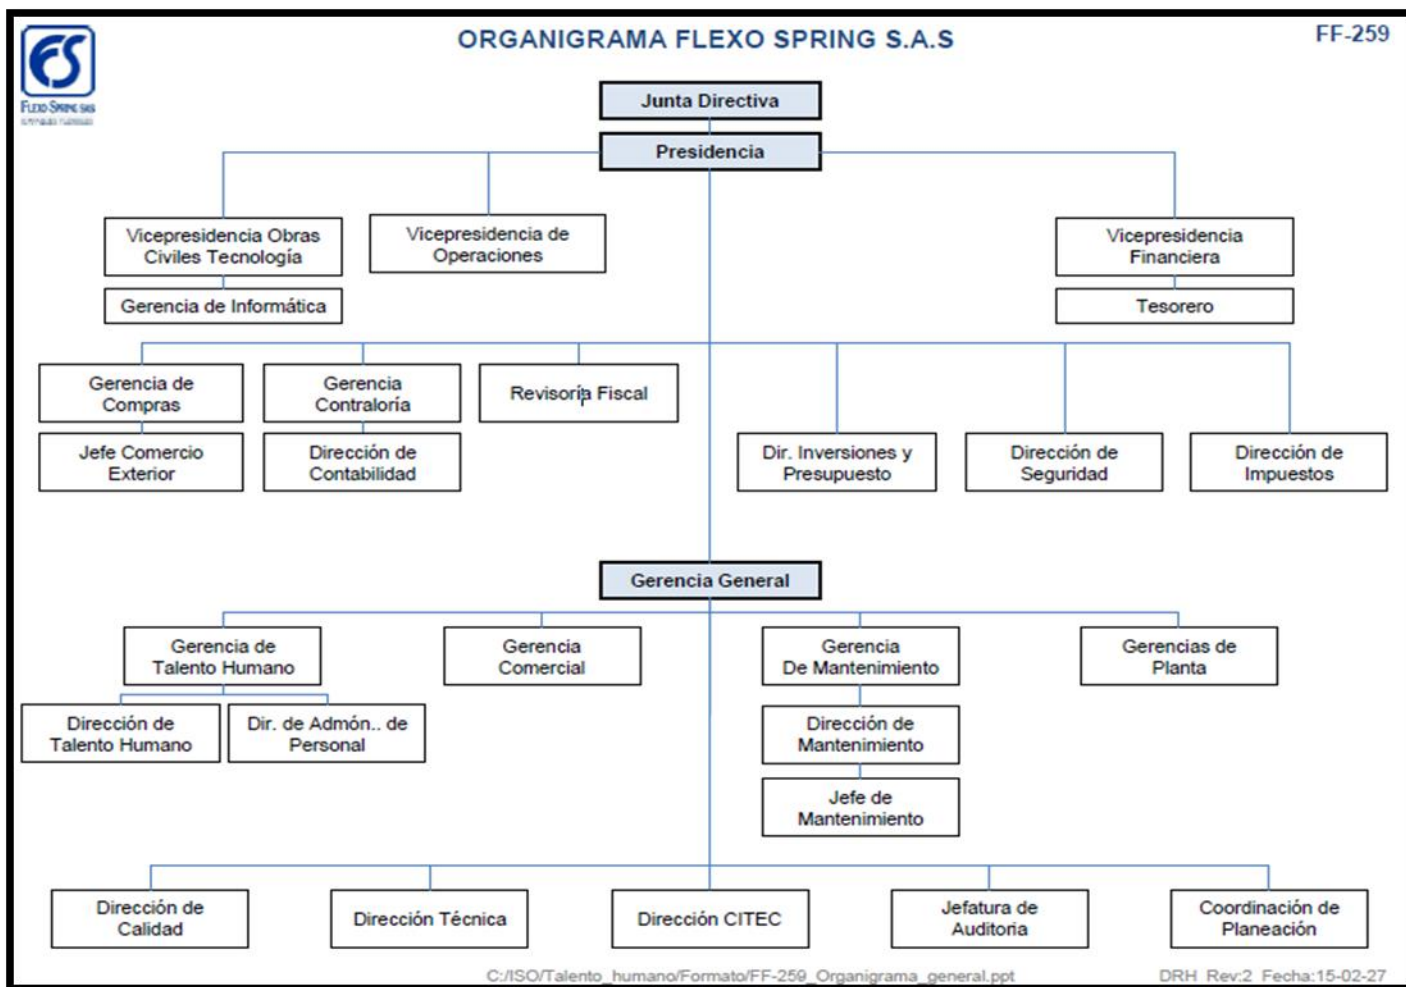 ORGANIGRAMA FLEXO SPRING S.A.S
FF-259
FLEXO SPRING SAS
Junta Directiva
Presidencia
Vicepresidencia Obras
Civiles Tecnología
Vicepresidencia de
Operaciones
Vicepresidencia
Financiera
Gerencia de Informática
Tesorero
Gerencia de
Compras
Gerencia
Contraloría
Revisoría Fiscal
Jefe Comercio
Exterior
Dirección de
Contabilidad
Dir. Inversiones y
Presupuesto
Dirección de
Seguridad
Dirección de
Impuestos
Gerencia General
Gerencia de
Talento Humano
Gerencia
Comercial
Gerencia
De Mantenimiento
Gerencias de
Planta
Dirección de
Talento Humano
Dir. de Admón.. de
Personal
Dirección de
Mantenimiento
Jefe de
Mantenimiento
Dirección de
Calidad
Dirección Técnica
Dirección CITEC
Jefatura de
Auditoria
Coordinación de
Planeación
C:/ISO/Talento_humano/Formato/FF-259_Organigrama_general.ppt
DRH Rev:2 Fecha:15-02-27